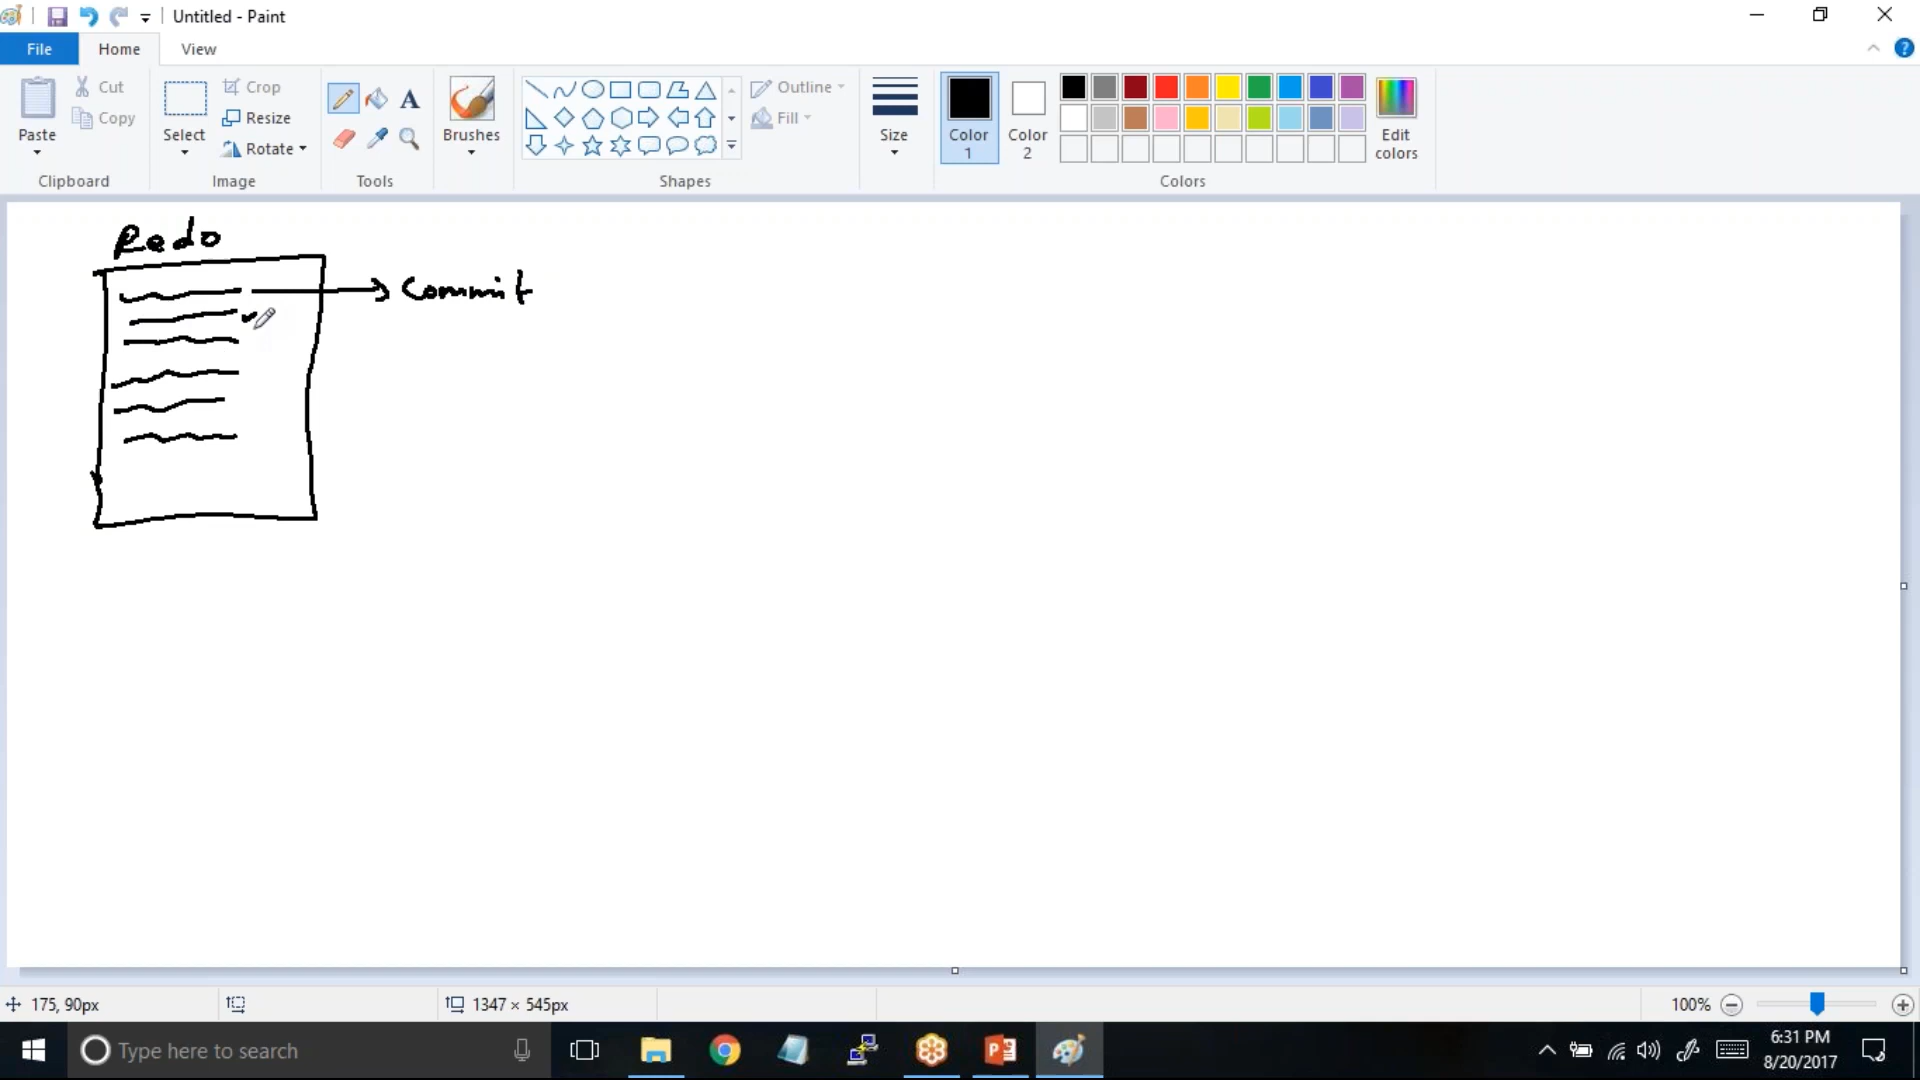 Untitled - Paint
File Home View
Paste
Cut
Copy
Clipboard
Select
Crop
Resize
Rotate
Image
Tools
Brushes
Shapes
Outline
Fill
Size
Color 1
Color 2
Edit colors
Colors
Redo
Commit
175, 90px
1347 × 545px
100%
Type here to search
6:31 PM
8/20/2017